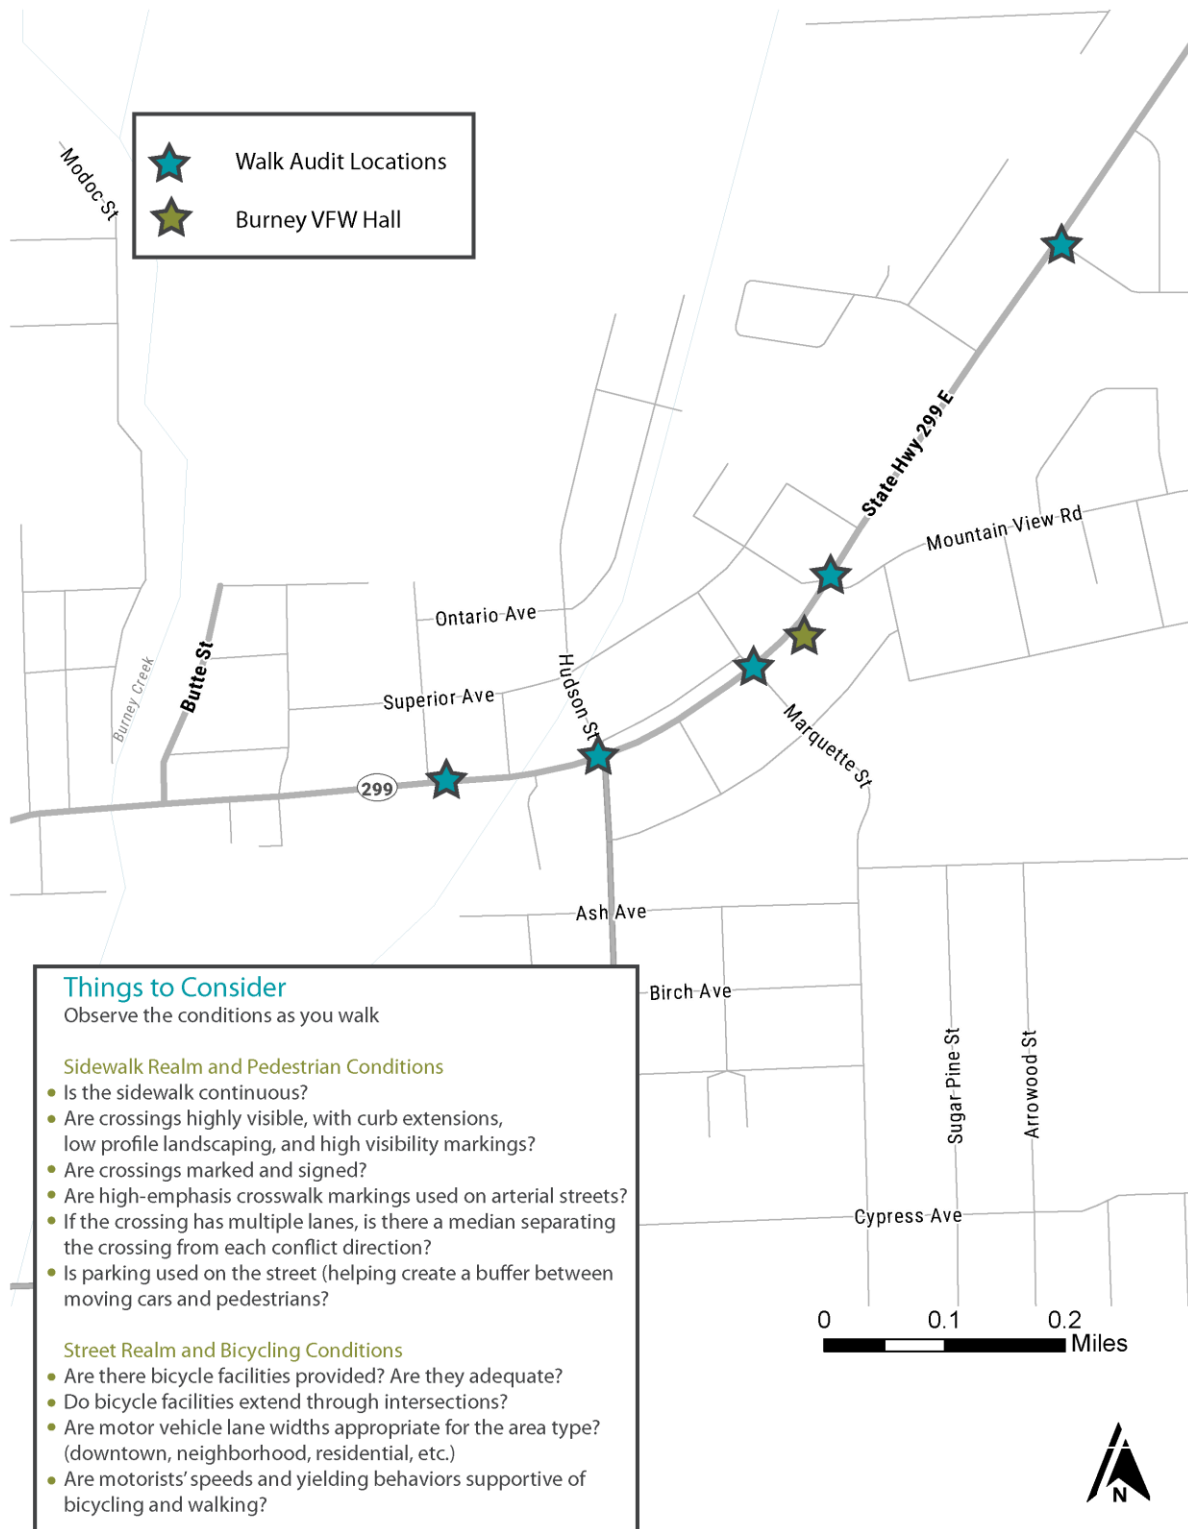 Walk Audit Locations
Burney VFW Hall
Modoc St
State Hwy 299 E
Mountain View Rd
Ontario Ave
Hudson St
Butte St
Burney Creek
Superior Ave
Marquette St
299
Ash Ave
Birch Ave
Sugar Pine St
Arrowood St
Cypress Ave
Things to Consider
Observe the conditions as you walk
Sidewalk Realm and Pedestrian Conditions
• Is the sidewalk continuous?
• Are crossings highly visible, with curb extensions,
low profile landscaping, and high visibility markings?
• Are crossings marked and signed?
• Are high-emphasis crosswalk markings used on arterial streets?
• If the crossing has multiple lanes, is there a median separating
the crossing from each conflict direction?
• Is parking used on the street (helping create a buffer between
moving cars and pedestrians?
Street Realm and Bicycling Conditions
• Are there bicycle facilities provided? Are they adequate?
• Do bicycle facilities extend through intersections?
• Are motor vehicle lane widths appropriate for the area type?
(downtown, neighborhood, residential, etc.)
• Are motorists' speeds and yielding behaviors supportive of
bicycling and walking?
0 0.1 0.2
Miles
N